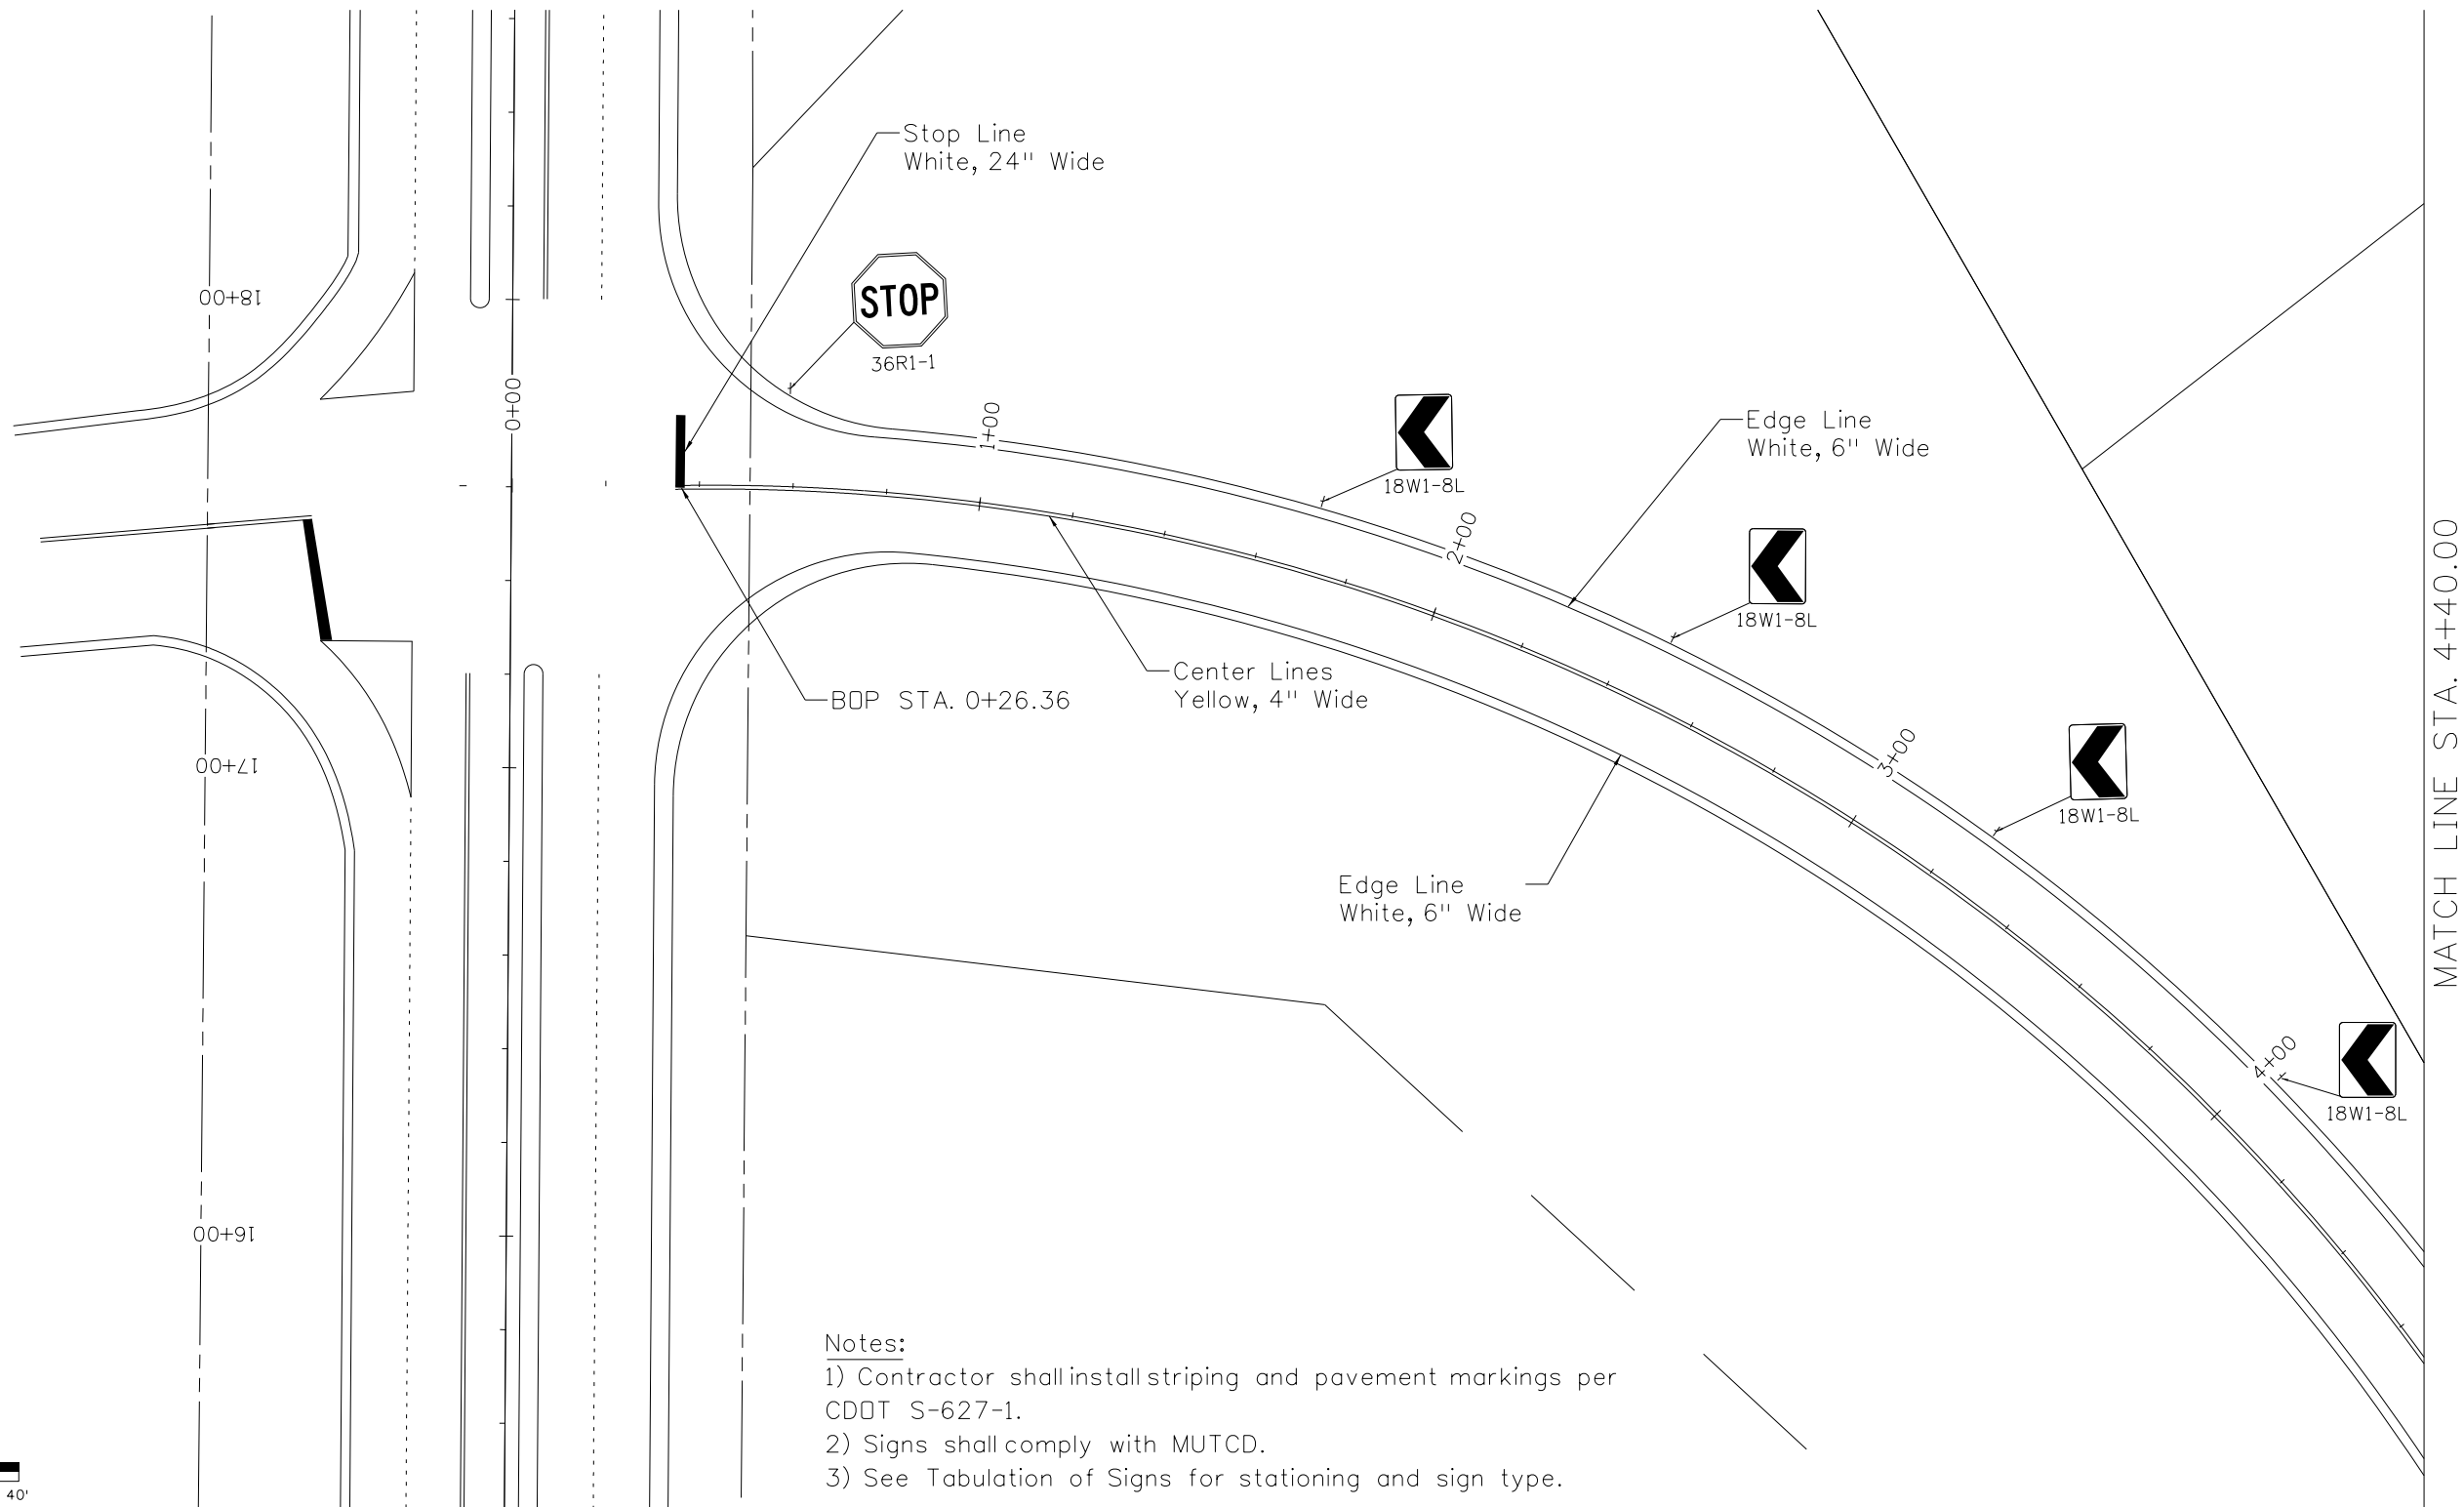 Stop Line
White, 24" Wide
STOP
36R1-1
18+00
0+00
1+00
18W1-8L
Edge Line
White, 6" Wide
2+00
18W1-8L
BOP STA. 0+26.36
Center Lines
Yellow, 4" Wide
3+00
18W1-8L
17+00
Edge Line
White, 6" Wide
MATCH LINE STA. 4+40.00
4+00
18W1-8L
16+00
Notes:
1) Contractor shall install striping and pavement markings per
CDOT S-627-1.
2) Signs shall comply with MUTCD.
3) See Tabulation of Signs for stationing and sign type.
40'